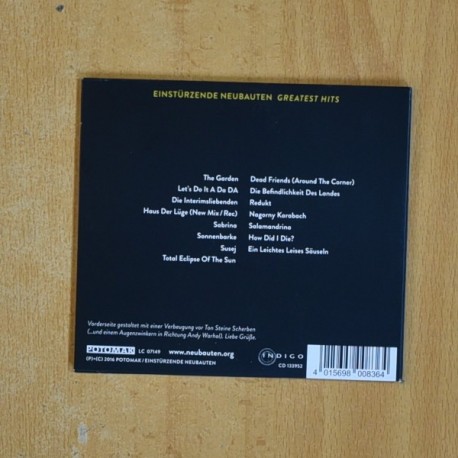 EINSTÜRZENDE NEUBAUTEN GREATEST HITS
The Garden
Let's Do It A Da DA
Die Interimsliebenden
Haus Der Lüge (New Mix / Rec)
Sabrina
Sonnenbarke
Susej
Total Eclipse Of The Sun
Dead Friends (Around The Corner)
Die Befindlichkeit Des Landes
Redukt
Nagorny Karabach
Salamandrina
How Did I Die?
Ein Leichtes Leises Säuseln
Vorderseite gestaltet mit einer Verbeugung vor Ton Steine Scherben
(...und einem Augenzwinkern in Richtung Andy Warhol). Liebe Grüße.
POTOMAK LC 07149 www.neubauten.org
(P)+(C) 2016 POTOMAK / EINSTÜRZENDE NEUBAUTEN
INDIGO
CD 133952
4 015698 008364